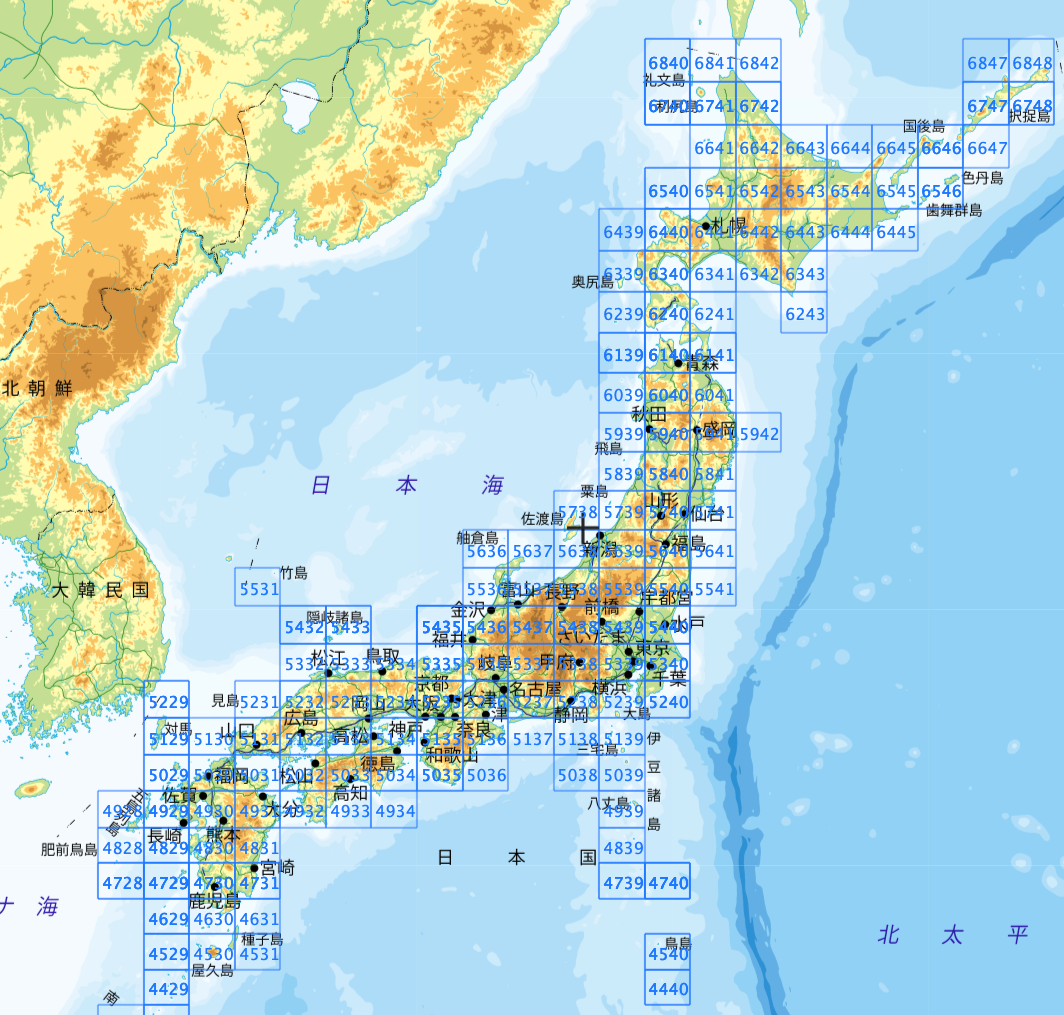 6840 6841 6842 6847 6848
礼文島
6741 6742 6747 6748
択捉島
国後島
6641 6642 6643 6644 6645 6646 6647
色丹島
6540 6541 6542 6543 6544 6545 6546
歯舞群島
札幌
6439 6440 6441 6442 6443 6444 6445
奥尻島
6339 6340 6341 6342 6343
6239 6240 6241 6243
6139 6140 6141
青森
北朝鮮
6039 6040 6041
秋田
盛岡
5939 5940 5942
飛島
5839 5840 5841
日本海
粟島
山形
5738 5739 5740
仙台
佐渡島
新潟
福島
舳倉島
5636 5637 5640 5641
竹島
大韓民国
5531 5536 5539 5540 5541
富山
長野
宇都宮
金沢
前橋
隠岐諸島
水戸
5432 5433 5435 5436 5437 5438 5439 5440
福井
さいたま
東京
松江
鳥取
5332 5333 5334 5335 5337 5339 5340
岐阜
甲府
千葉
京都
横浜
見島
名古屋
5229 5231 5232 5237 5238 5239 5240
岡山
大阪
大津
津
静岡
大島
広島
対馬
山口
神戸
奈良
高松
5129 5130 5131 5132 5134 5135 5136 5137 5138 5139
伊
三宅島
和歌山
徳島
豆
5029 5031 5032 5033 5034 5035 5036 5038 5039
福岡
松山
高知
佐賀
諸
八丈島
大分
4928 4929 4930 4931 4932 4933 4934 4939
島
長崎
熊本
肥前鳥島
4828 4829 4830 4831 4839
日本国
宮崎
4728 4729 4730 4731 4739 4740
鹿児島
ナ海
4629 4630 4631
北太平
種子島
鳥島
4529 4530 4531 4540
屋久島
4429 4440
南